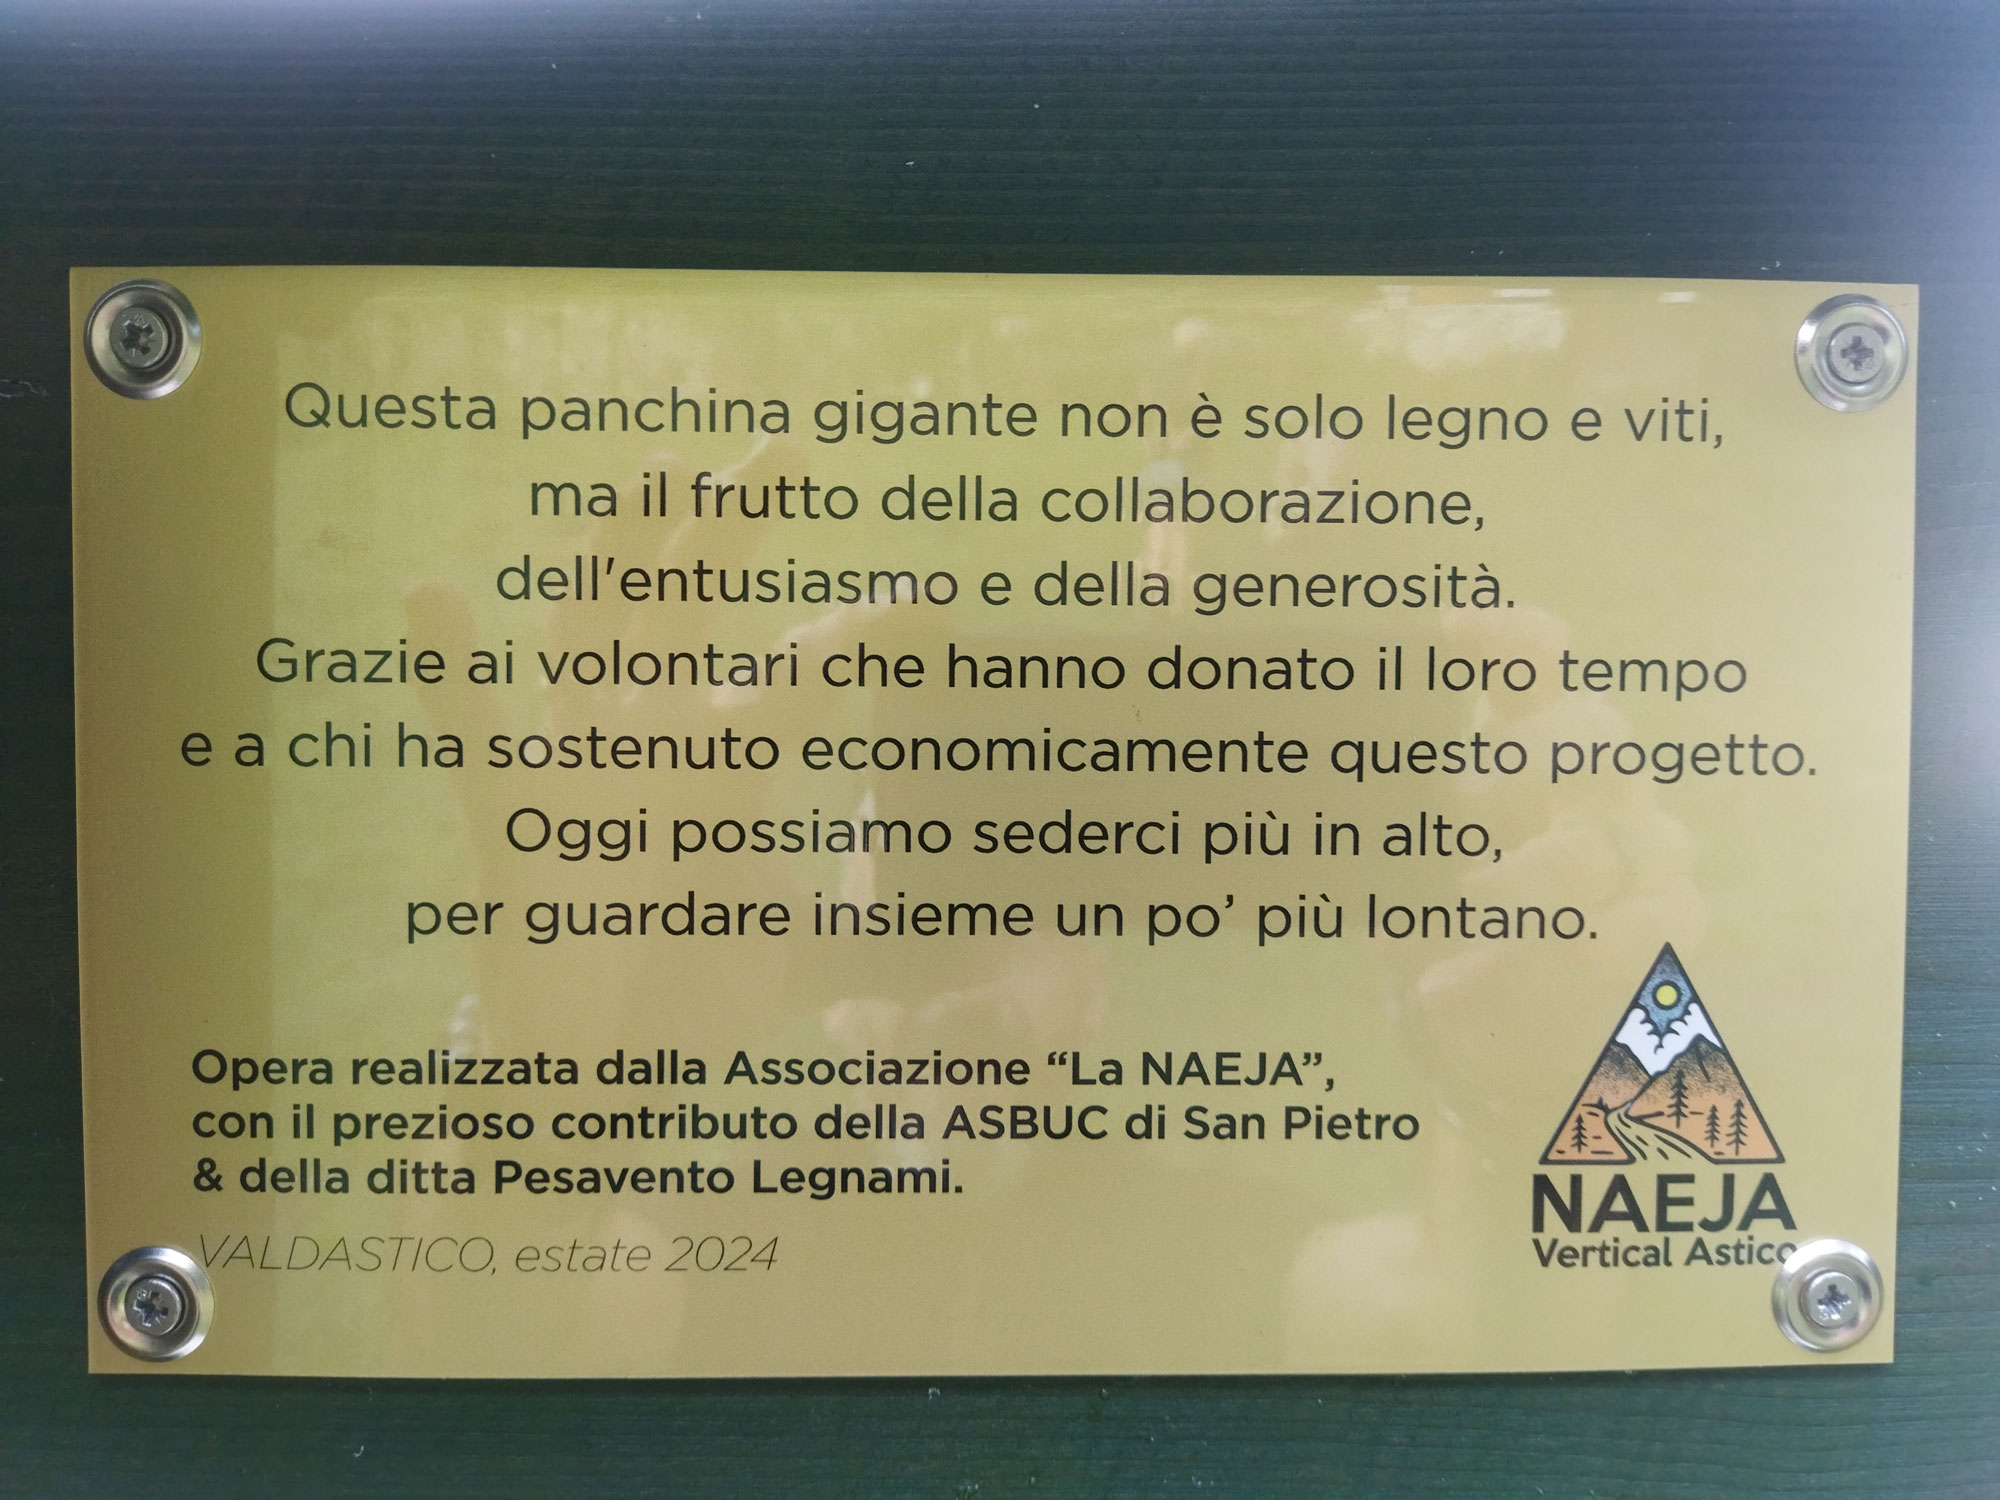 Questa panchina gigante non è solo legno e viti,
ma il frutto della collaborazione,
dell'entusiasmo e della generosità.
Grazie ai volontari che hanno donato il loro tempo
e a chi ha sostenuto economicamente questo progetto.
Oggi possiamo sederci più in alto,
per guardare insieme un po’ più lontano.
Opera realizzata dalla Associazione “La NAEJA”,
con il prezioso contributo della ASBUC di San Pietro
& della ditta Pesavento Legnami.
VALDASTICO, estate 2024
NAEJA
Vertical Astico